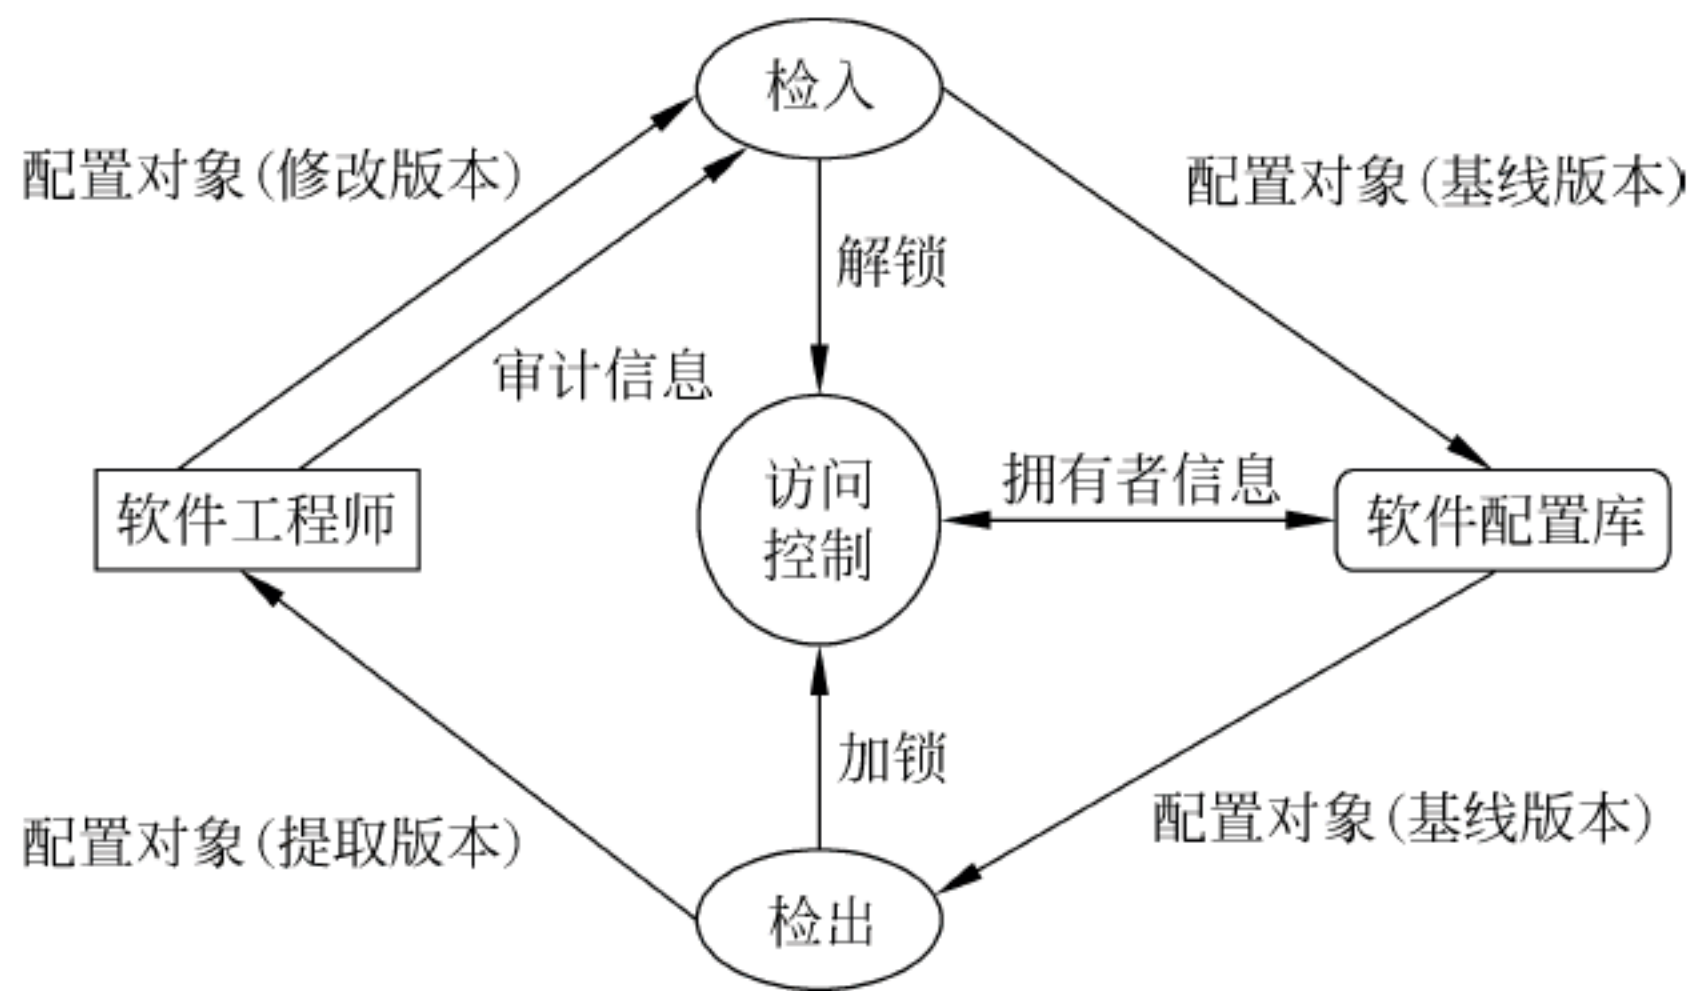 检入
配置对象(修改版本)
配置对象(基线版本)
解锁
审计信息
访问
控制
拥有者信息
软件工程师
软件配置库
加锁
配置对象(提取版本)
配置对象(基线版本)
检出